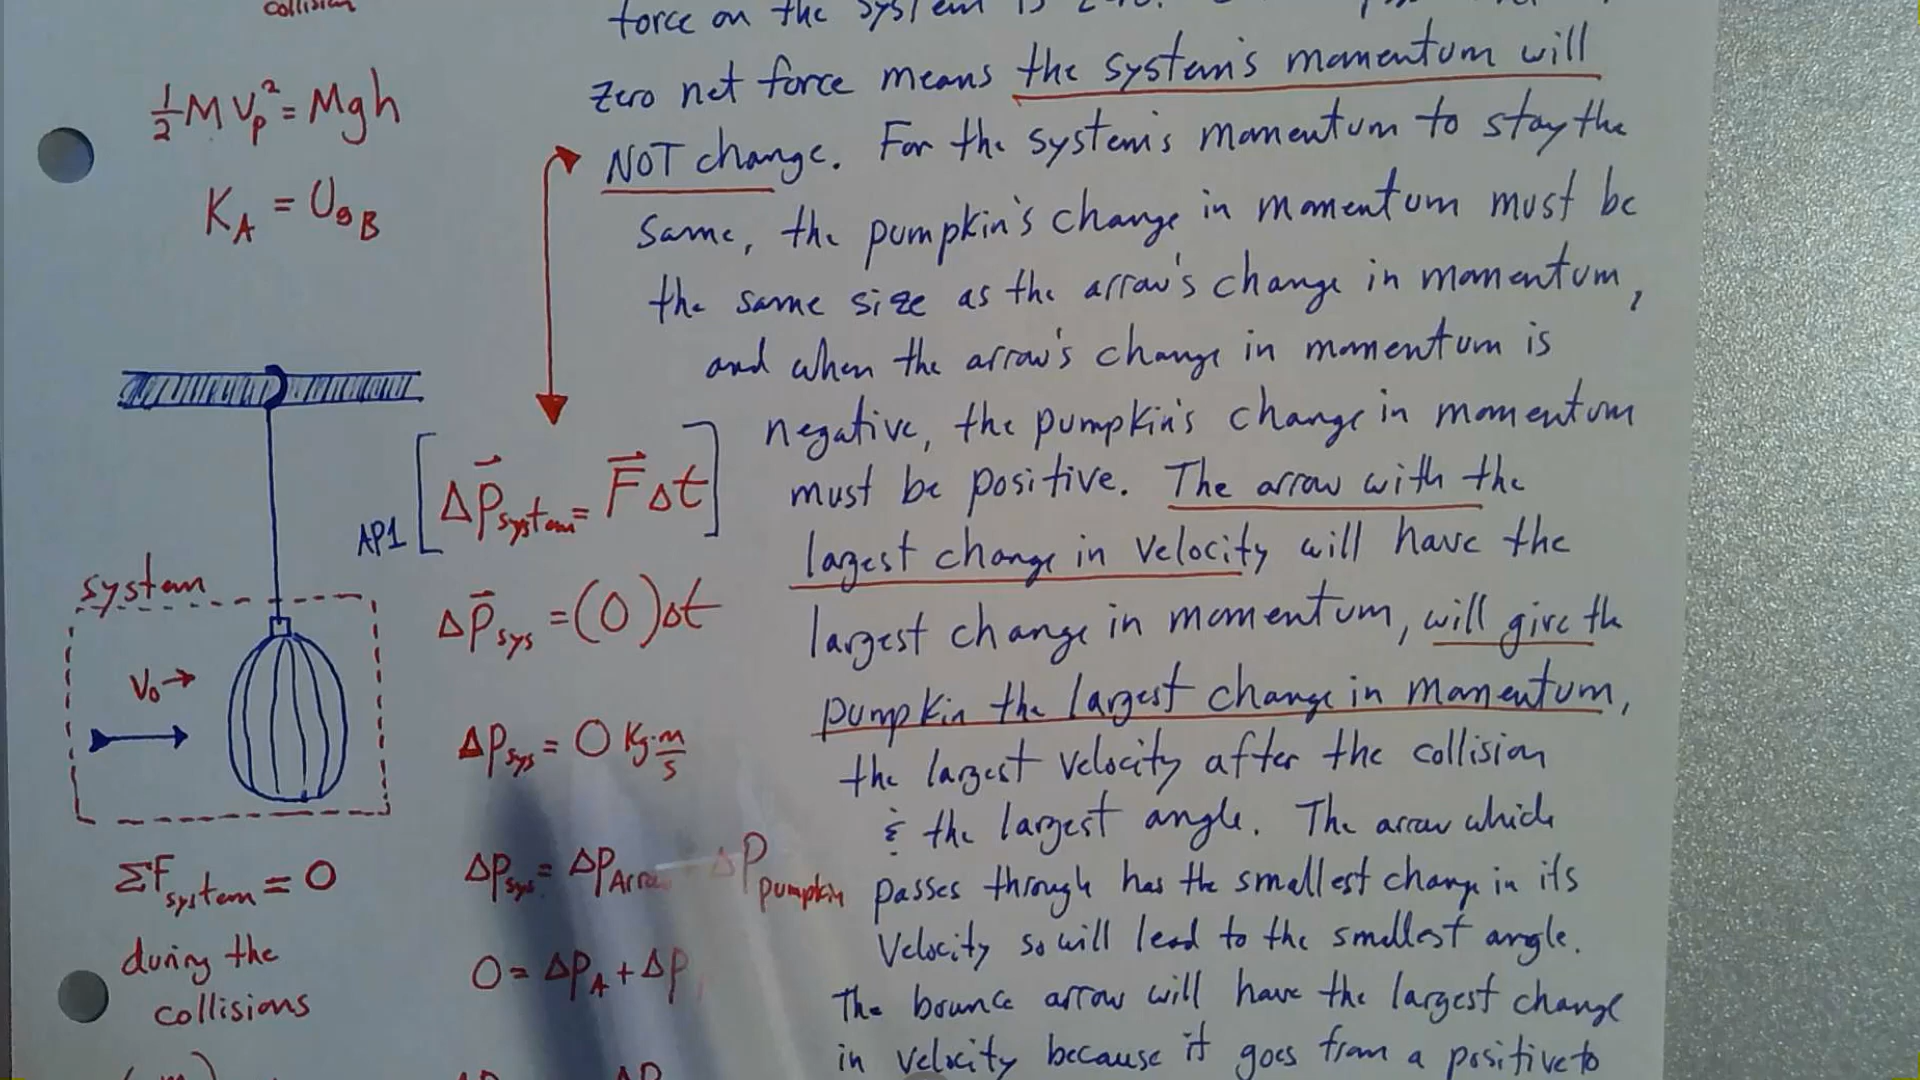 collision
½MVp² = Mgh
KA = UgB
system
V₀→
ΣFsystem = 0
during the
collisions
AP1 [Δp⃗system = F⃗Δt]
Δp⃗sys = (0)Δt
Δpsys = 0 Kg·m/s
Δpsys = ΔpArrow ΔPpumpkin
0 = ΔpA + Δp
force on the system is zero.
zero net force means the system's momentum will
NOT change. For the system's momentum to stay the
same, the pumpkin's change in momentum must be
the same size as the arrow's change in momentum,
and when the arrow's change in momentum is
negative, the pumpkin's change in momentum
must be positive. The arrow with the
largest change in velocity will have the
largest change in momentum, will give the
pumpkin the largest change in momentum,
the largest velocity after the collision
& the largest angle. The arrow which
passes through has the smallest change in its
velocity so will lead to the smallest angle.
The bounce arrow will have the largest change
in velocity because it goes from a positive to